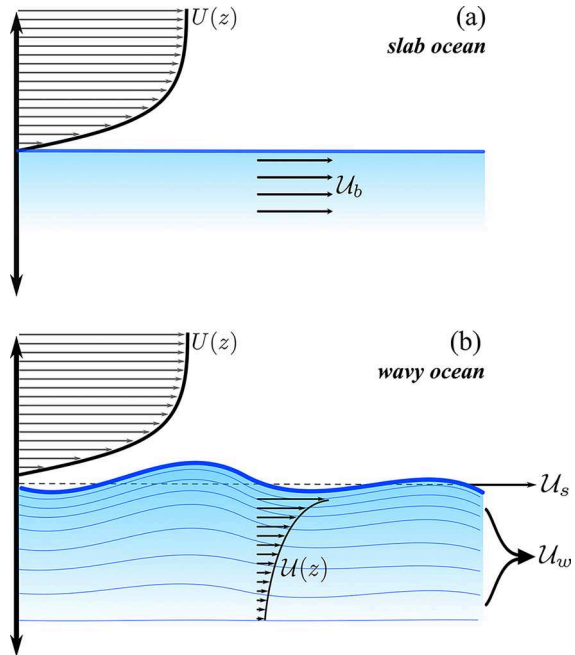 U(z)
(a)
slab ocean
𝒰_b
U(z)
(b)
wavy ocean
𝒰_s
𝒰(z)
𝒰_w